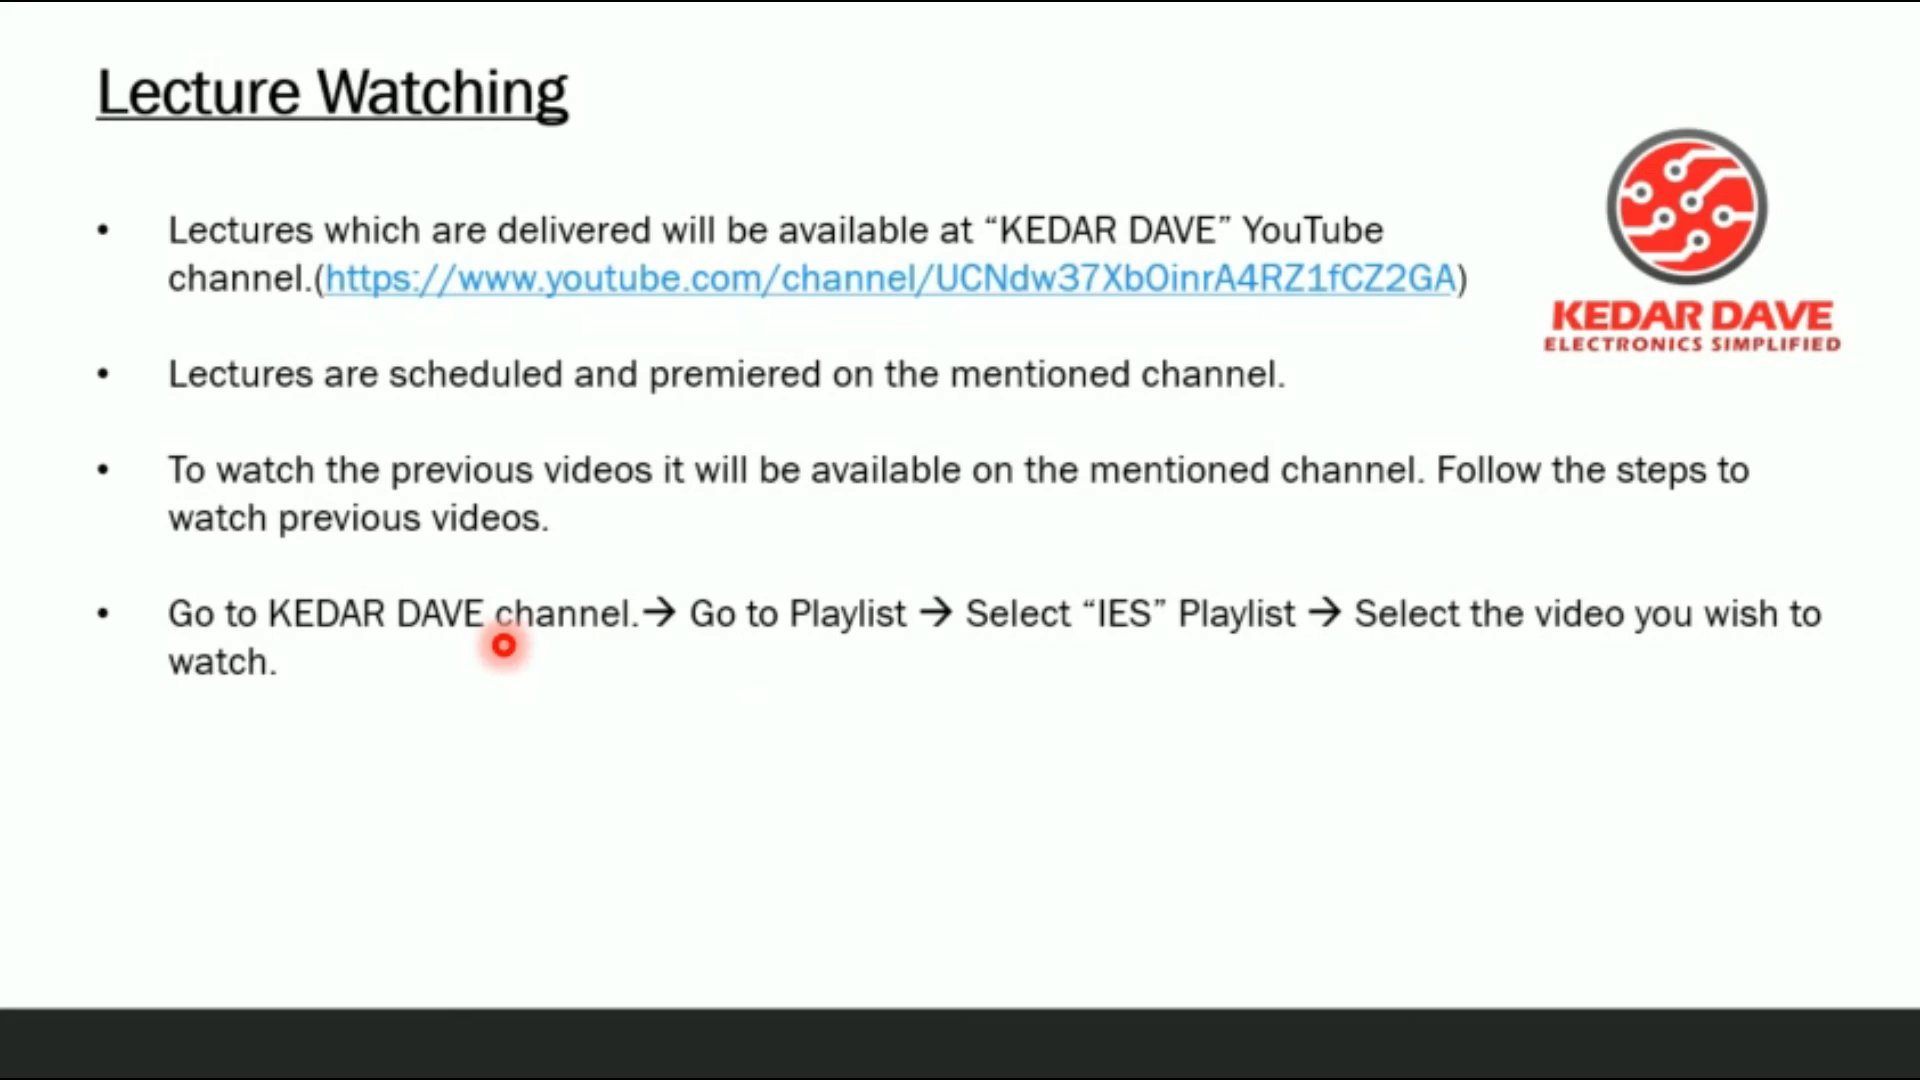 Lecture Watching
• Lectures which are delivered will be available at “KEDAR DAVE” YouTube
channel.(https://www.youtube.com/channel/UCNdw37XbOinrA4RZ1fCZ2GA)
KEDAR DAVE
ELECTRONICS SIMPLIFIED
• Lectures are scheduled and premiered on the mentioned channel.
• To watch the previous videos it will be available on the mentioned channel. Follow the steps to
watch previous videos.
• Go to KEDAR DAVE channel.→ Go to Playlist → Select “IES” Playlist → Select the video you wish to
watch.